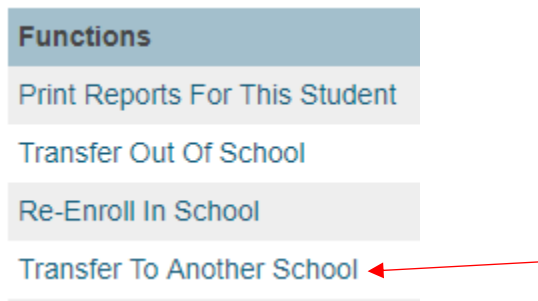 Functions
Print Reports For This Student
Transfer Out Of School
Re-Enroll In School
Transfer To Another School